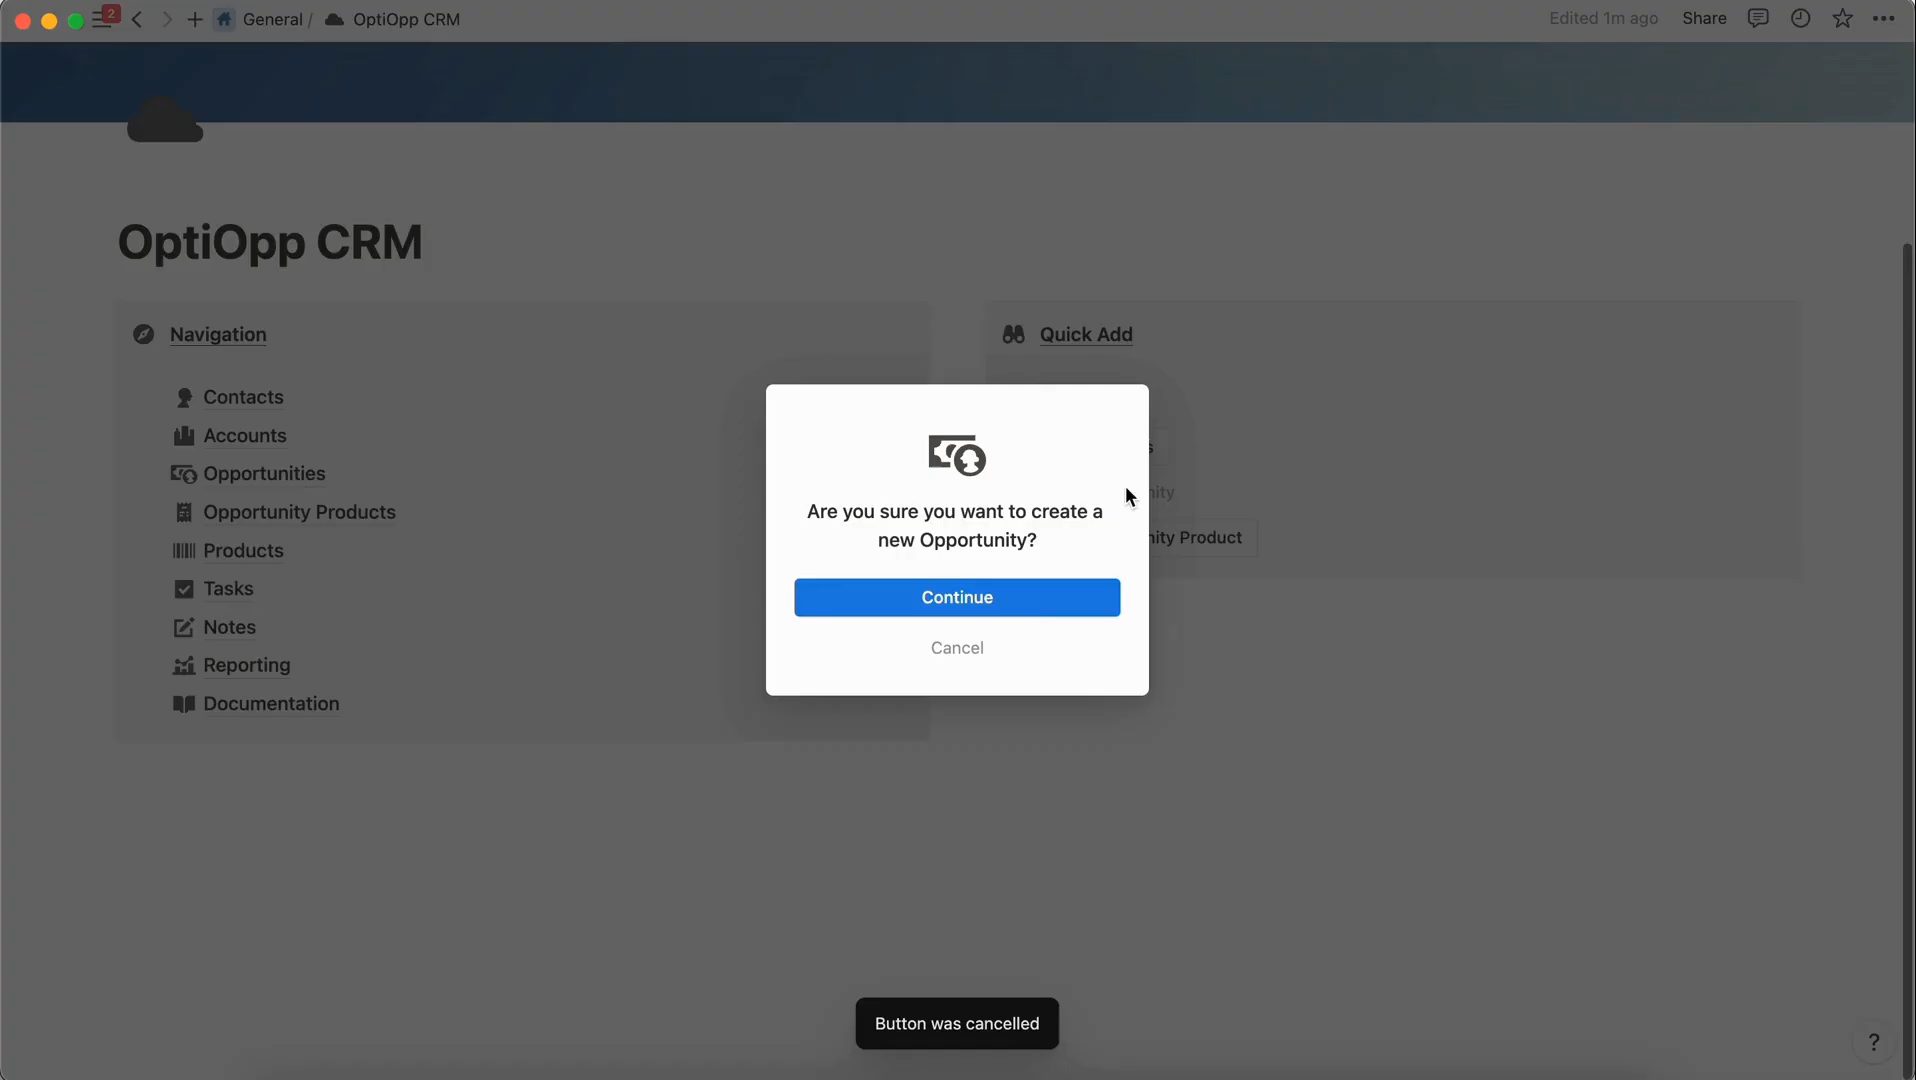 2
General / OptiOpp CRM
Edited 1m ago
Share
OptiOpp CRM
Navigation
Contacts
Accounts
Opportunities
Opportunity Products
Products
Tasks
Notes
Reporting
Documentation
Quick Add
Product
Are you sure you want to create a
new Opportunity?
Continue
Cancel
Button was cancelled
?